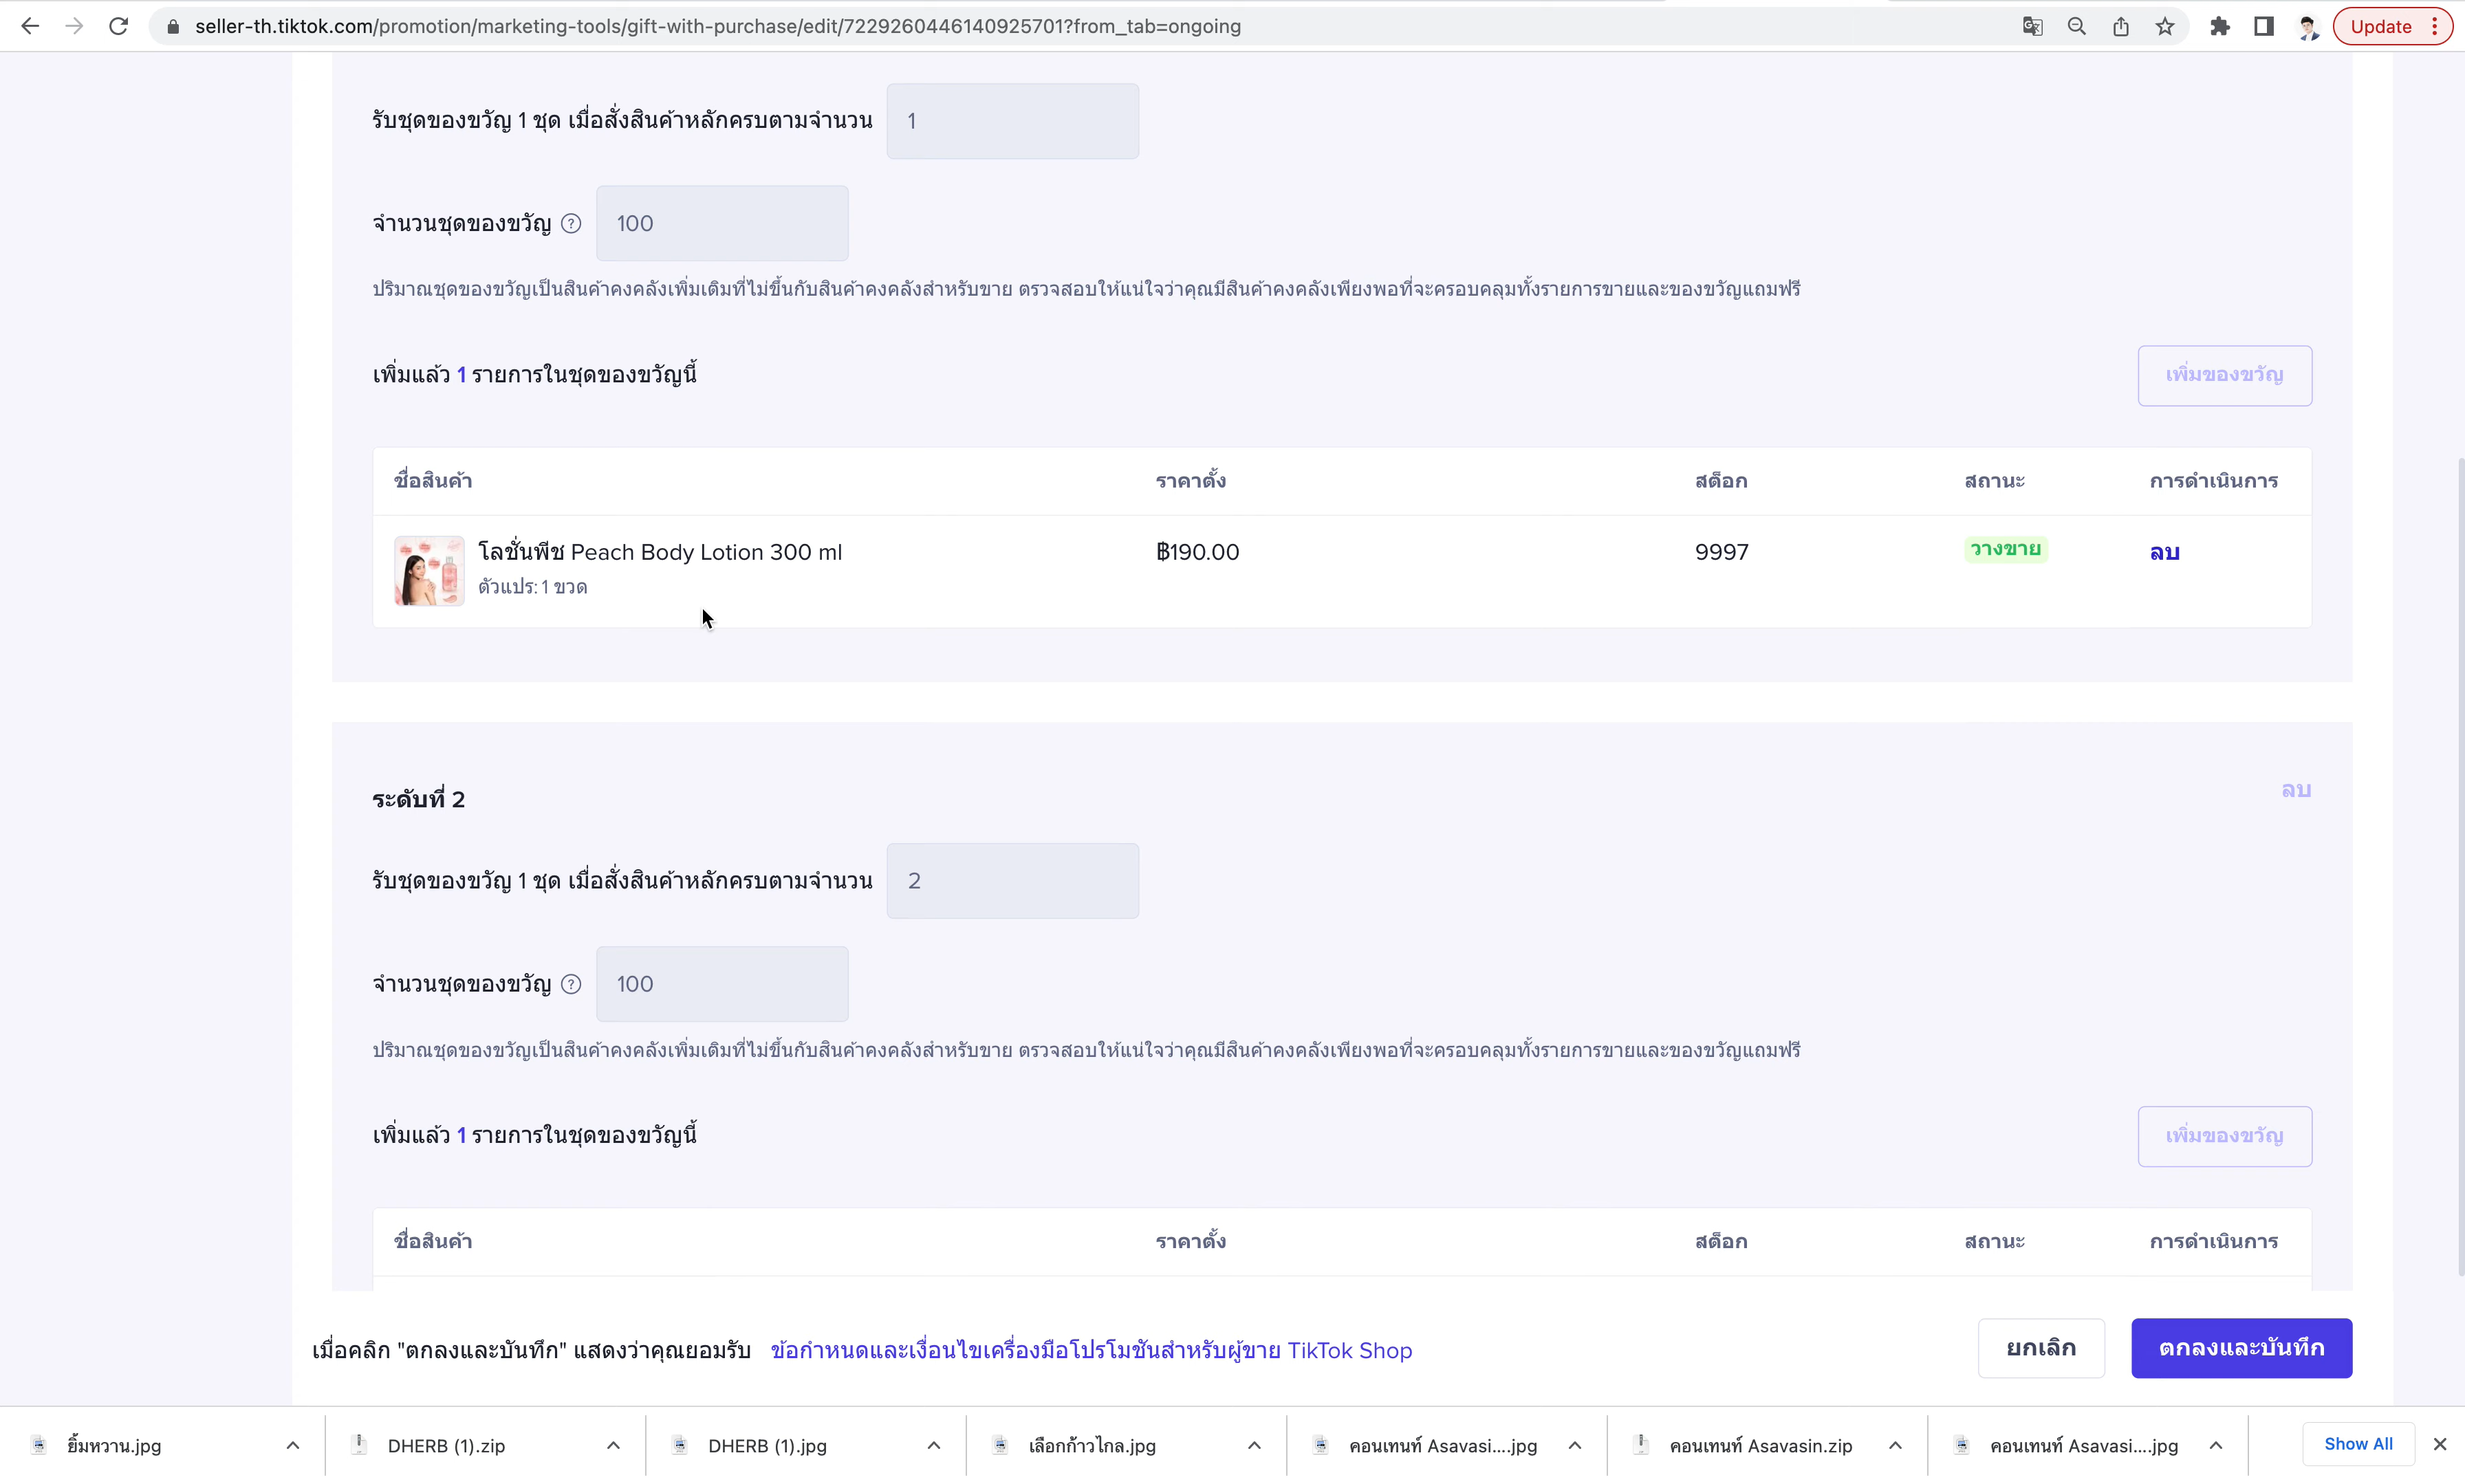 seller-th.tiktok.com/promotion/marketing-tools/gift-with-purchase/edit/7229260446140925701?from_tab=ongoing
Update
รับชุดของขวัญ 1 ชุด เมื่อสั่งสินค้าหลักครบตามจำนวน 1
จำนวนชุดของขวัญ ? 100
ปริมาณชุดของขวัญเป็นสินค้าคงคลังเพิ่มเติมที่ไม่ขึ้นกับสินค้าคงคลังสำหรับขาย ตรวจสอบให้แน่ใจว่าคุณมีสินค้าคงคลังเพียงพอที่จะครอบคลุมทั้งรายการขายและของขวัญแถมฟรี
เพิ่มแล้ว 1 รายการในชุดของขวัญนี้ เพิ่มของขวัญ
ชื่อสินค้า ราคาตั้ง สต็อก สถานะ การดำเนินการ
โลชั่นพีช Peach Body Lotion 300 ml ฿190.00 9997 วางขาย ลบ
ตัวแปร: 1 ขวด
ระดับที่ 2 ลบ
รับชุดของขวัญ 1 ชุด เมื่อสั่งสินค้าหลักครบตามจำนวน 2
จำนวนชุดของขวัญ ? 100
ปริมาณชุดของขวัญเป็นสินค้าคงคลังเพิ่มเติมที่ไม่ขึ้นกับสินค้าคงคลังสำหรับขาย ตรวจสอบให้แน่ใจว่าคุณมีสินค้าคงคลังเพียงพอที่จะครอบคลุมทั้งรายการขายและของขวัญแถมฟรี
เพิ่มแล้ว 1 รายการในชุดของขวัญนี้ เพิ่มของขวัญ
ชื่อสินค้า ราคาตั้ง สต็อก สถานะ การดำเนินการ
เมื่อคลิก "ตกลงและบันทึก" แสดงว่าคุณยอมรับ ข้อกำหนดและเงื่อนไขเครื่องมือโปรโมชันสำหรับผู้ขาย TikTok Shop ยกเลิก ตกลงและบันทึก
ยิ้มหวาน.jpg DHERB (1).zip DHERB (1).jpg เลือกก้าวไกล.jpg คอนเทนท์ Asavasi....jpg คอนเทนท์ Asavasin.zip คอนเทนท์ Asavasi....jpg Show All